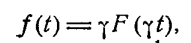 f(t) = γF(γt),